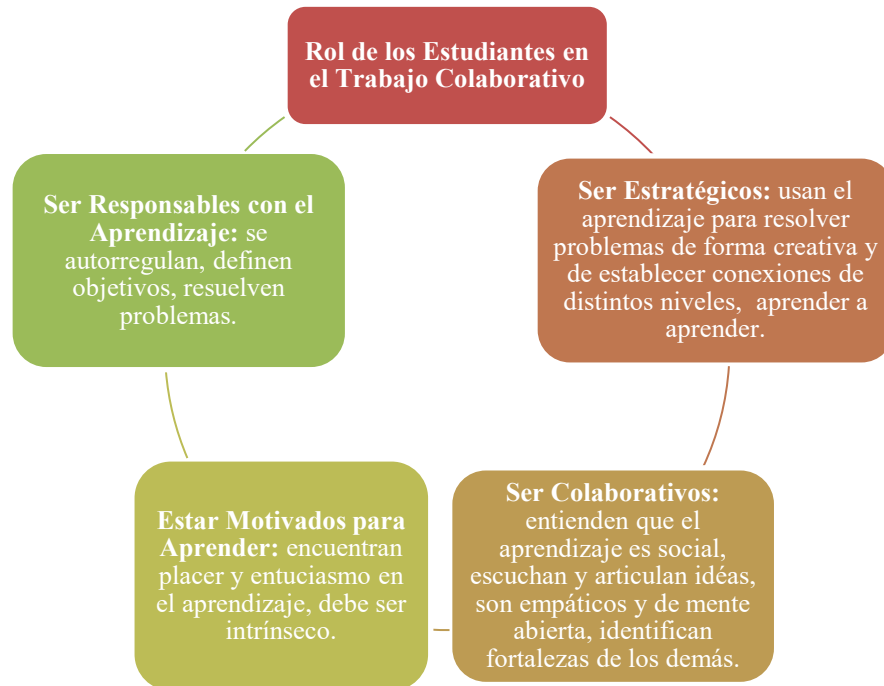 Rol de los Estudiantes en
el Trabajo Colaborativo
Ser Estratégicos: usan el
aprendizaje para resolver
problemas de forma creativa y
de establecer conexiones de
distintos niveles, aprender a
aprender.
Ser Colaborativos:
entienden que el
aprendizaje es social,
escuchan y articulan idéas,
son empáticos y de mente
abierta, identifican
fortalezas de los demás.
Estar Motivados para
Aprender: encuentran
placer y entuciasmo en
el aprendizaje, debe ser
intrínseco.
Ser Responsables con el
Aprendizaje: se
autorregulan, definen
objetivos, resuelven
problemas.